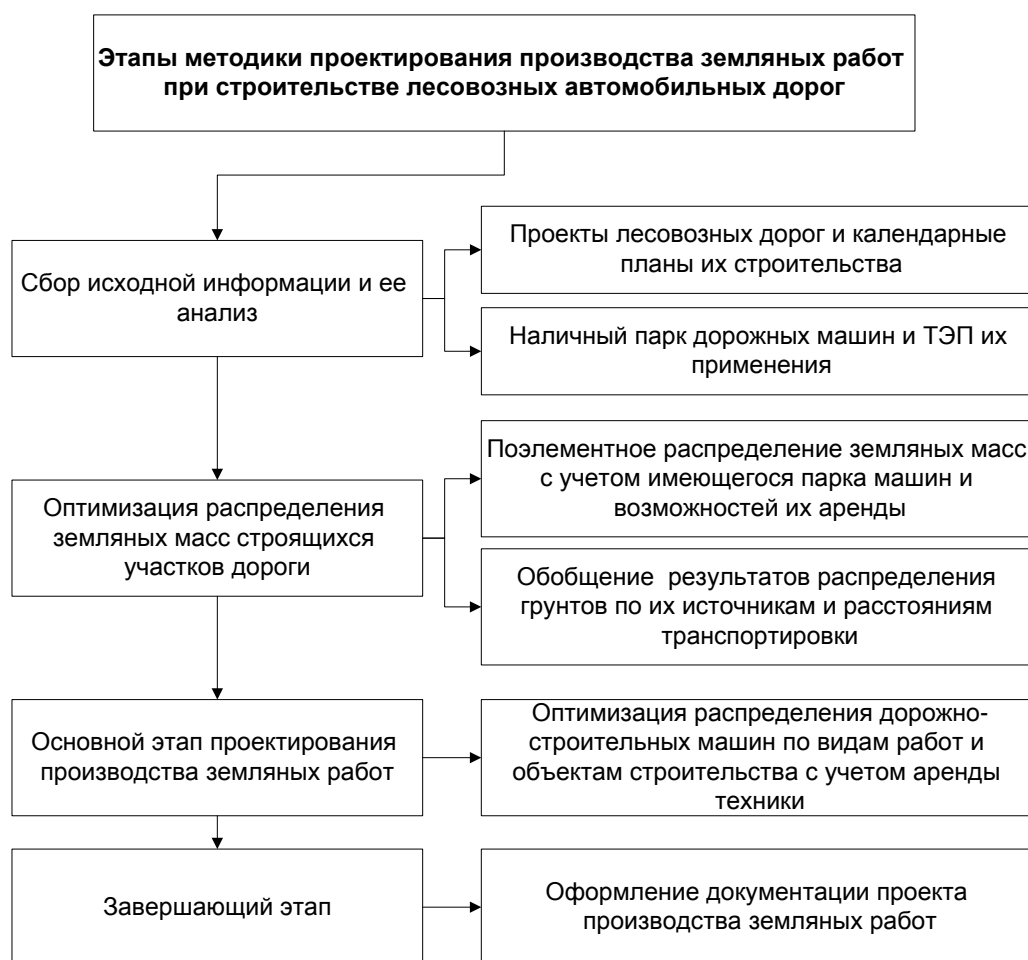 Этапы методики проектирования производства земляных работ
при строительстве лесовозных автомобильных дорог
Сбор исходной информации и ее
анализ
Проекты лесовозных дорог и календарные
планы их строительства
Наличный парк дорожных машин и ТЭП их
применения
Оптимизация распределения
земляных масс строящихся
участков дороги
Поэлементное распределение земляных масс
с учетом имеющегося парка машин и
возможностей их аренды
Обобщение результатов распределения
грунтов по их источникам и расстояниям
транспортировки
Основной этап проектирования
производства земляных работ
Оптимизация распределения дорожно-
строительных машин по видам работ и
объектам строительства с учетом аренды
техники
Завершающий этап
Оформление документации проекта
производства земляных работ